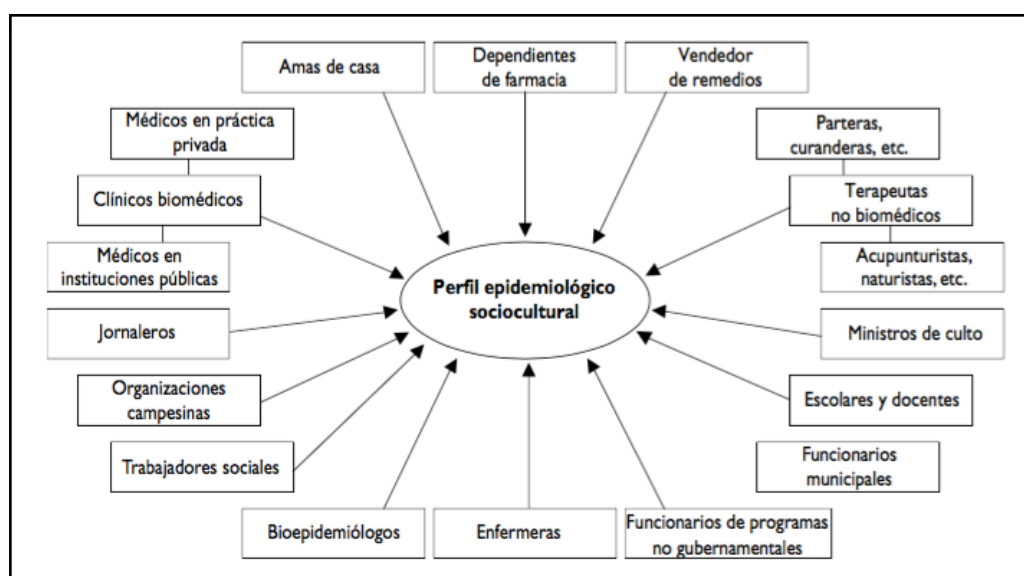 Amas de casa
Dependientes
de farmacia
Vendedor
de remedios
Médicos en práctica
privada
Parteras,
curanderas, etc.
Clínicos biomédicos
Terapeutas
no biomédicos
Médicos en
instituciones públicas
Acupunturistas,
naturistas, etc.
Perfil epidemiológico
sociocultural
Jornaleros
Ministros de culto
Organizaciones
campesinas
Escolares y docentes
Trabajadores sociales
Funcionarios
municipales
Bioepidemiólogos
Enfermeras
Funcionarios de programas
no gubernamentales